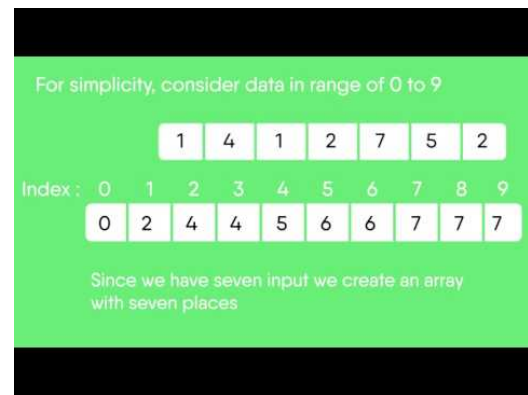 For simplicity, consider data in range of 0 to 9
1 4 1 2 7 5 2
Index : 0 1 2 3 4 5 6 7 8 9
0 2 4 4 5 6 6 7 7 7
Since we have seven input we create an array
with seven places